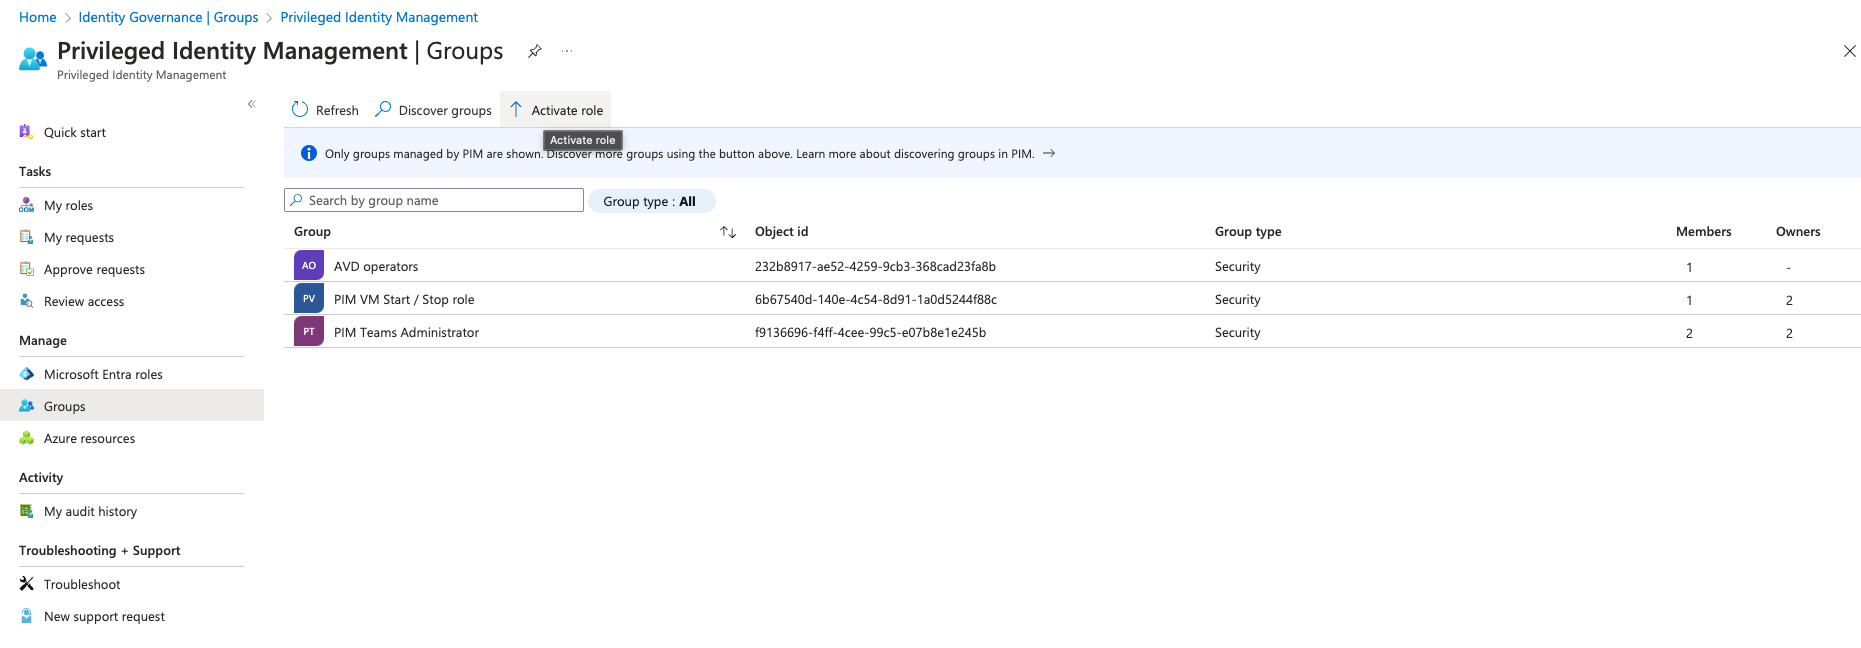 Home > Identity Governance | Groups > Privileged Identity Management
Privileged Identity Management | Groups
Privileged Identity Management
Quick start
Tasks
My roles
My requests
Approve requests
Review access
Manage
Microsoft Entra roles
Groups
Azure resources
Activity
My audit history
Troubleshooting + Support
Troubleshoot
New support request
Refresh Discover groups Activate role
Activate role
Only groups managed by PIM are shown. Discover more groups using the button above. Learn more about discovering groups in PIM. →
Search by group name Group type : All
Group Object id Group type Members Owners
AO AVD operators 232b8917-ae52-4259-9cb3-368cad23fa8b Security 1 -
PV PIM VM Start / Stop role 6b67540d-140e-4c54-8d91-1a0d5244f88c Security 1 2
PT PIM Teams Administrator f9136696-f4ff-4cee-99c5-e07b8e1e245b Security 2 2